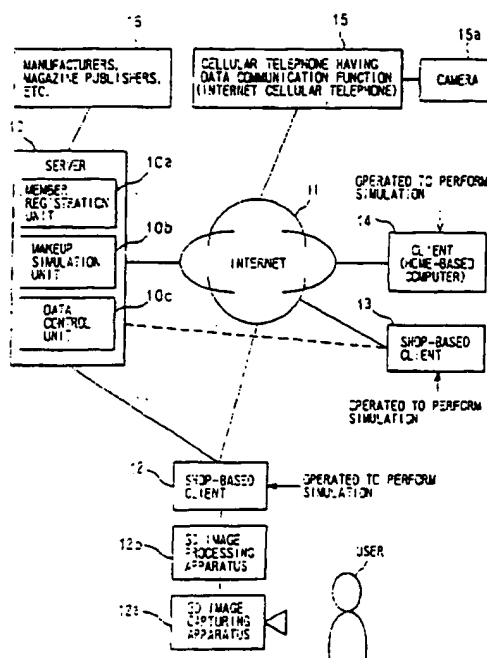 16
MANUFACTURERS,
MAGAZINE PUBLISHERS,
ETC.
15
CELLULAR TELEPHONE HAVING
DATA COMMUNICATION FUNCTION
(INTERNET CELLULAR TELEPHONE)
15a
CAMERA
10
SERVER
10a
MEMBER
REGISTRATION
UNIT
10b
MAKEUP
SIMULATION
UNIT
10c
DATA
CONTROL
UNIT
11
INTERNET
OPERATED TO PERFORM
SIMULATION
14
CLIENT
(HOME-BASED
COMPUTER)
13
SHOP-BASED
CLIENT
OPERATED TO PERFORM
SIMULATION
12
SHOP-BASED
CLIENT
OPERATED TO PERFORM
SIMULATION
12b
3D IMAGE
PROCESSING
APPARATUS
12a
3D IMAGE
CAPTURING
APPARATUS
USER